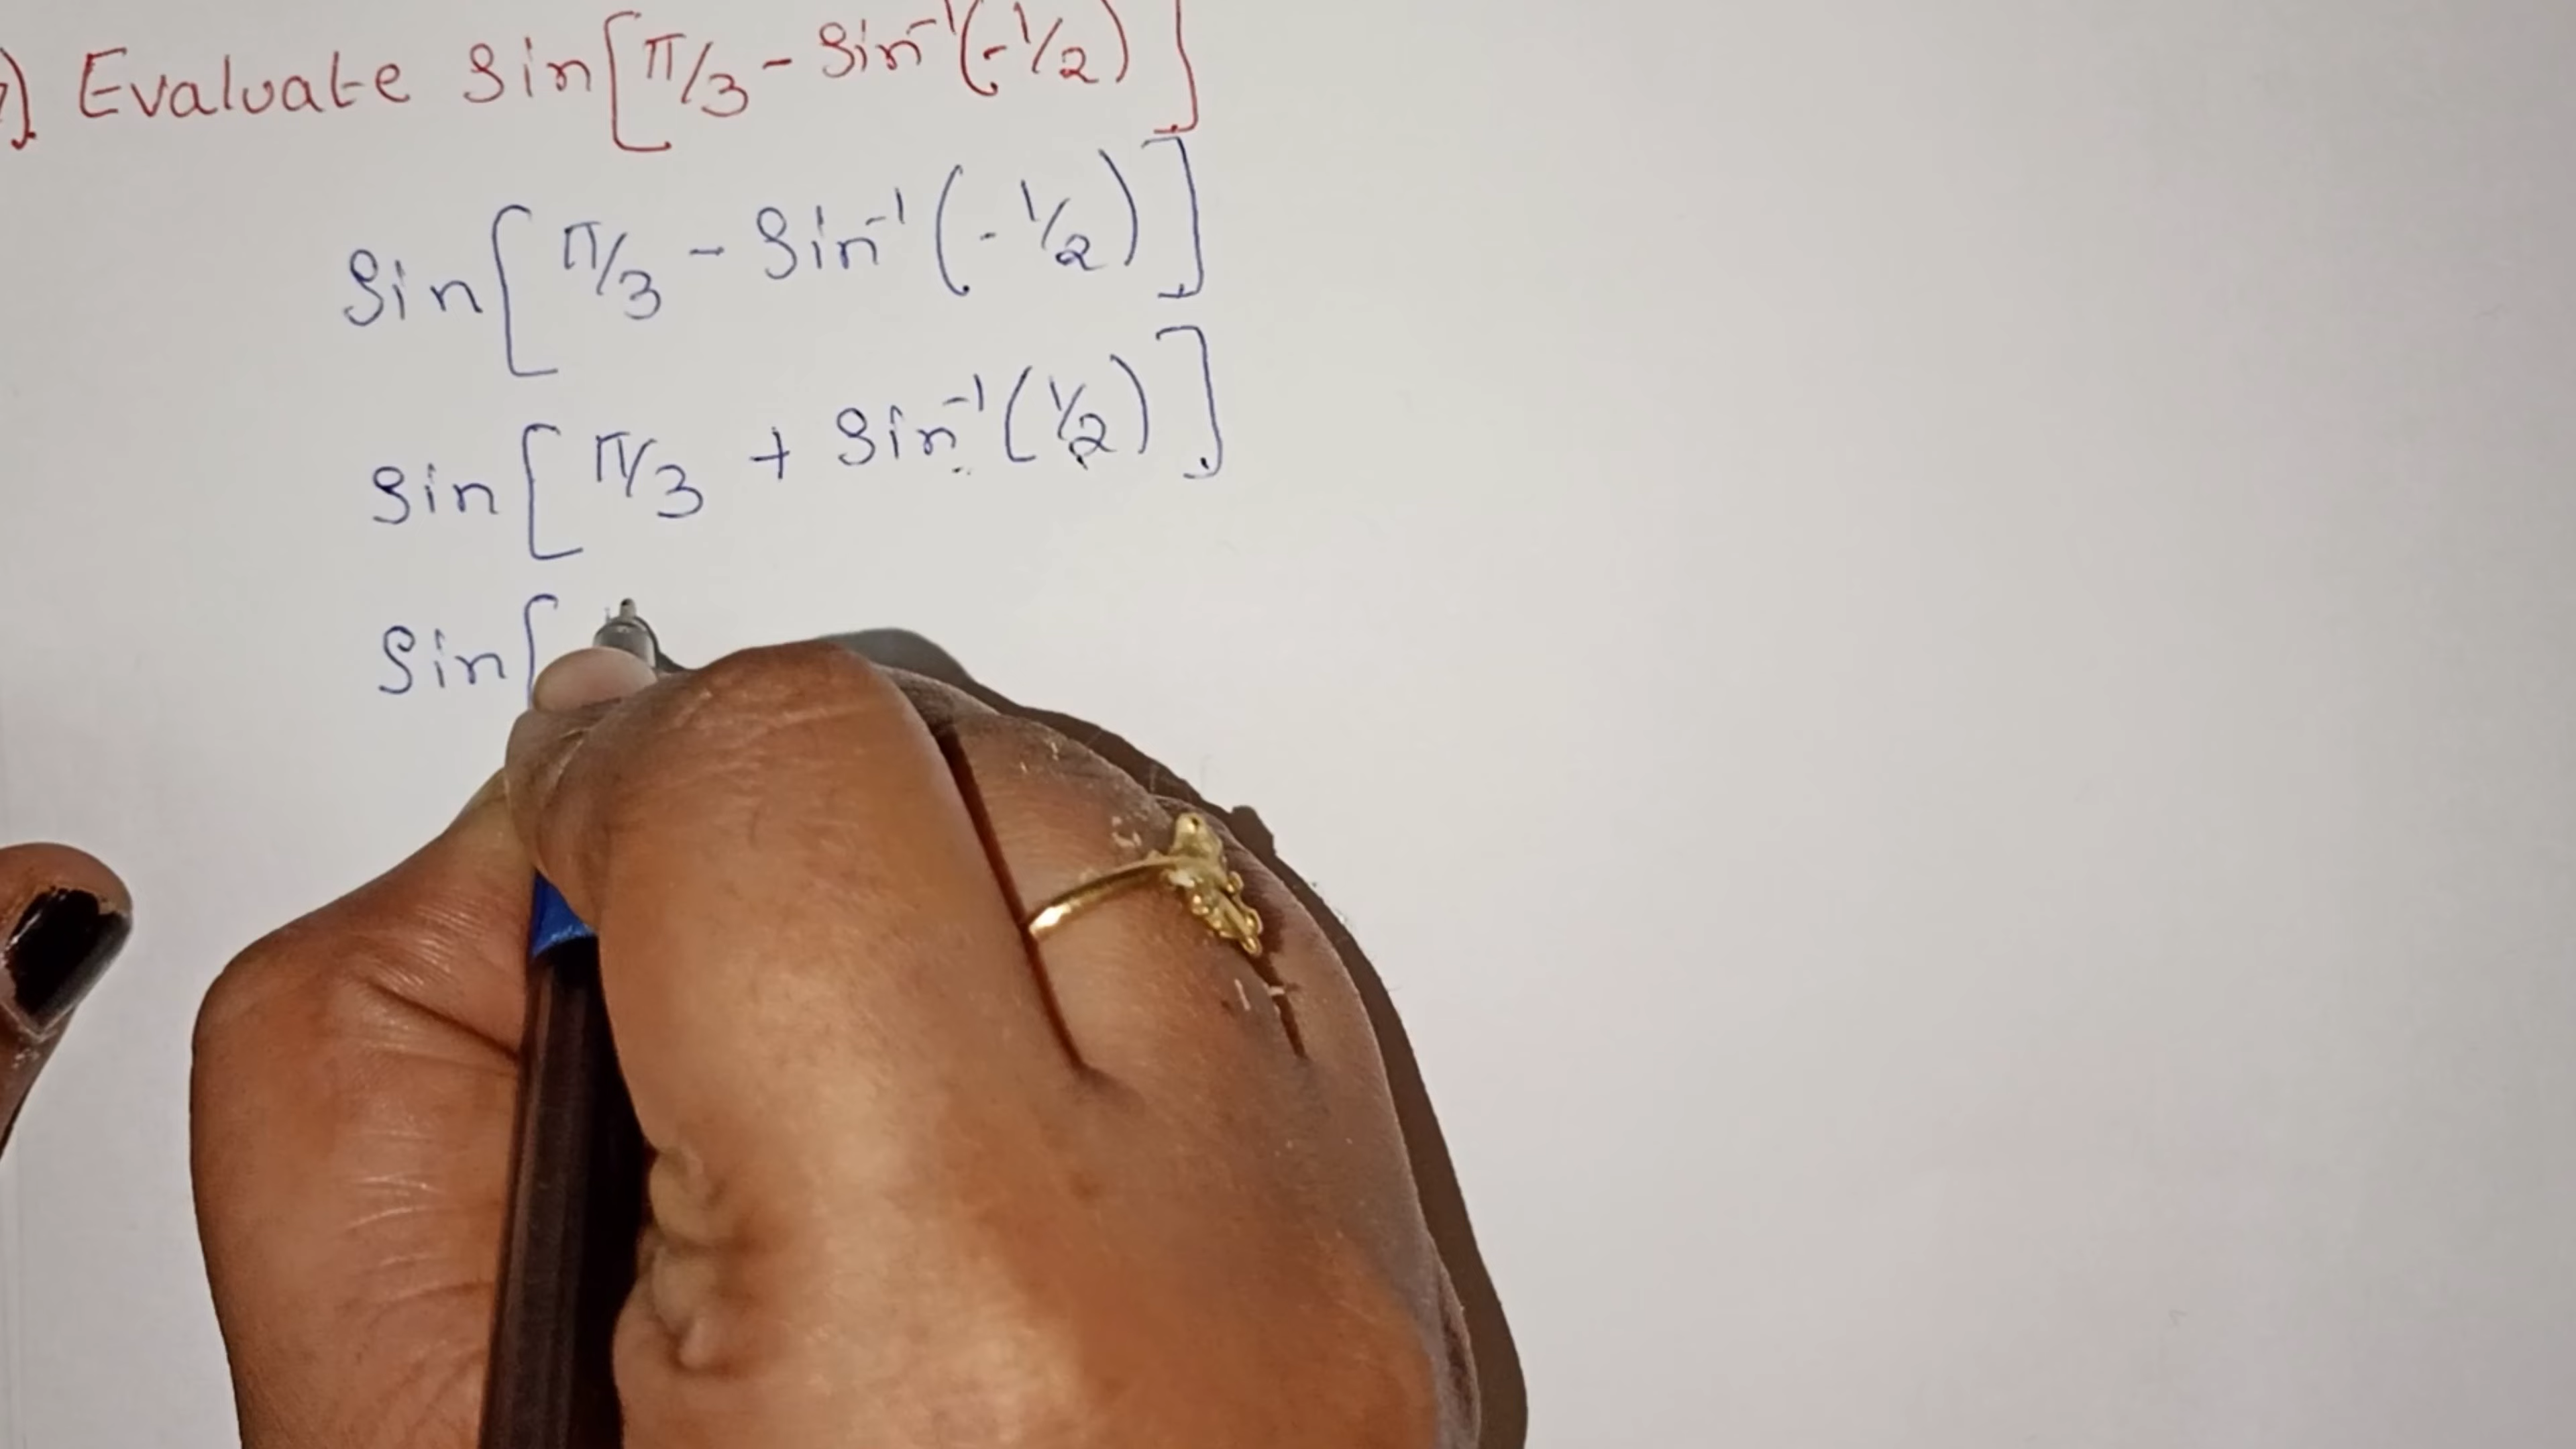 ) Evaluate Sin[π/3 - Sin⁻¹(-1/2)]
Sin[π/3 - Sin⁻¹(-1/2)]
Sin[π/3 + Sin⁻¹(1/2)]
Sin[